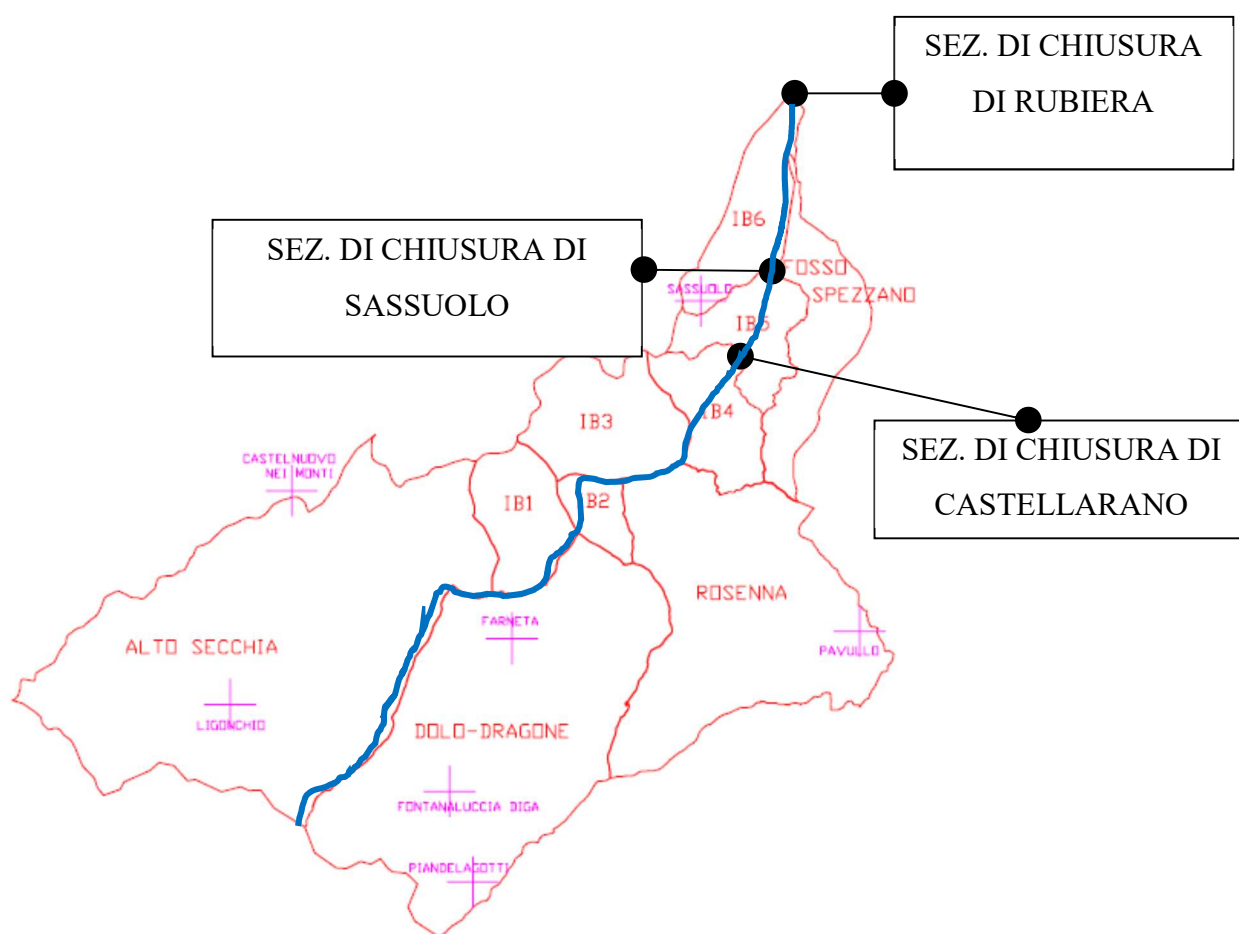 SEZ. DI CHIUSURA
DI RUBIERA
IB6
SEZ. DI CHIUSURA DI
SASSUOLO
FOSSO
SPEZZANO
SASSUOLO
IB5
IB4
IB3
SEZ. DI CHIUSURA DI
CASTELLARANO
CASTELNUOVO
NEI MONTI
IB1
B2
ROSENNA
FARNETA
ALTO SECCHIA
PAVULLO
LIGONCHIO
DOLO-DRAGONE
FONTANALUCCIA DIGA
PIANDELAGOTTI